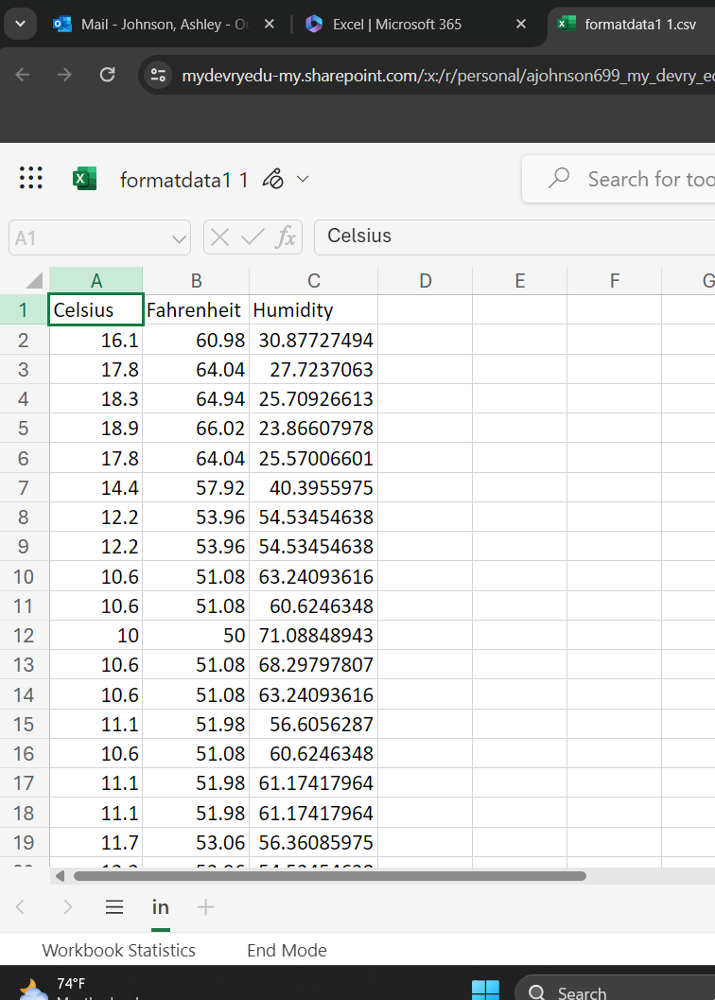 Mail - Johnson, Ashley - Ou
Excel | Microsoft 365
formatdata1 1.csv
mydevryedu-my.sharepoint.com/:x:/r/personal/ajohnson699_my_devry_ed
formatdata1 1
Search for too
A1
fx
Celsius
A B C D E F G
1 Celsius Fahrenheit Humidity
2 16.1 60.98 30.87727494
3 17.8 64.04 27.7237063
4 18.3 64.94 25.70926613
5 18.9 66.02 23.86607978
6 17.8 64.04 25.57006601
7 14.4 57.92 40.3955975
8 12.2 53.96 54.53454638
9 12.2 53.96 54.53454638
10 10.6 51.08 63.24093616
11 10.6 51.08 60.6246348
12 10 50 71.08848943
13 10.6 51.08 68.29797807
14 10.6 51.08 63.24093616
15 11.1 51.98 56.6056287
16 10.6 51.08 60.6246348
17 11.1 51.98 61.17417964
18 11.1 51.98 61.17417964
19 11.7 53.06 56.36085975
in
Workbook Statistics End Mode
74°F
Search